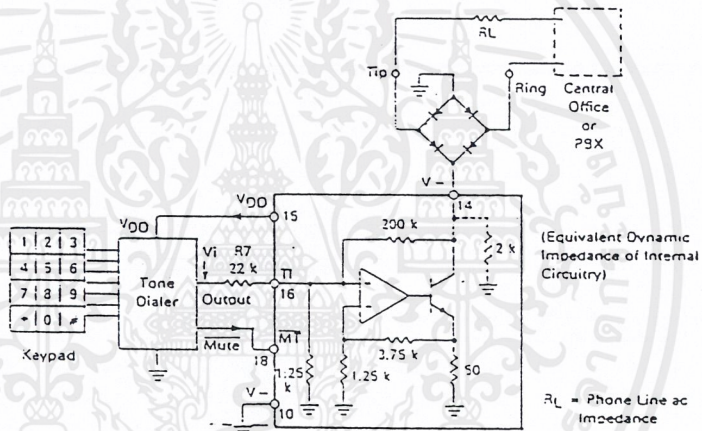 RL
Tip
Ring
Central
Office
or
PBX
V-
14
VDD
15
VDD
200 k
2 k
(Equivalent Dynamic
Impedance of Internal
Circuitry)
1 2 3
4 5 6
7 8 9
* 0 #
Keypad
Tone
Dialer
Vi R7
22 k
Output
TI
16
Mute
MT
18
1.25
k
3.75 k
1.25 k
50
V-
10
RL = Phone Line ac
Impedance